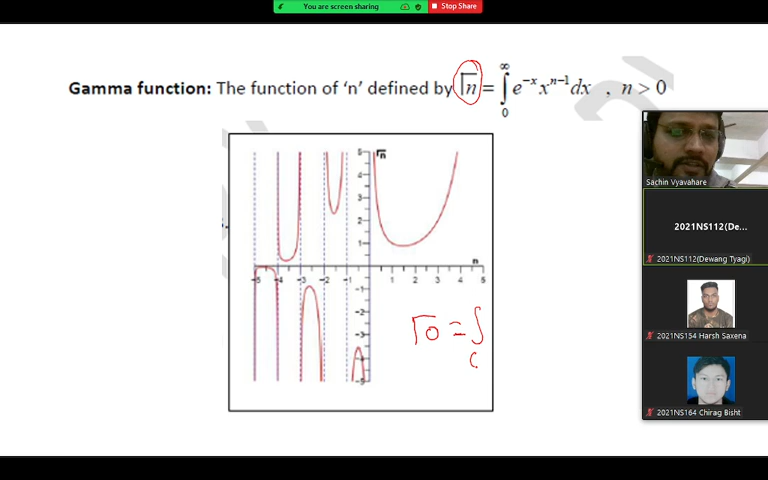 You are screen sharing
Stop Share
Gamma function: The function of 'n' defined by Γn = ∫₀^∞ e^{-x} x^{n-1} dx , n > 0
Γn
5
4
3
2
1
n
-5 -4 -3 -2 -1 1 2 3 4 5
-1
-2
-3
-4
-5
Γ0 = ∫
0
Sachin Vyavahare
2021NS112(De...
2021NS112(Dewang Tyagi)
2021NS154 Harsh Saxena
2021NS164 Chirag Bisht